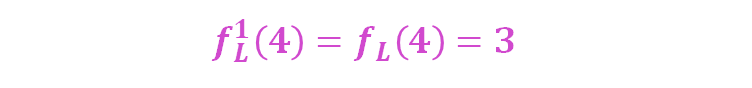 f_L^1(4) = f_L(4) = 3